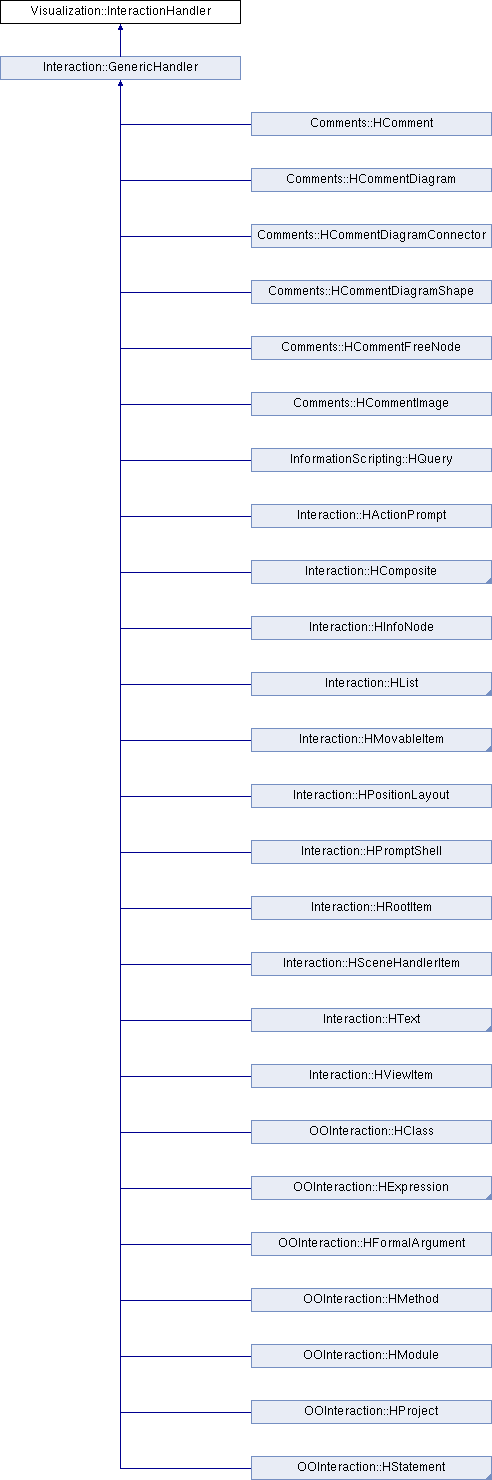 Visualization::InteractionHandler
Interaction::GenericHandler
Comments::HComment
Comments::HCommentDiagram
Comments::HCommentDiagramConnector
Comments::HCommentDiagramShape
Comments::HCommentFreeNode
Comments::HCommentImage
InformationScripting::HQuery
Interaction::HActionPrompt
Interaction::HComposite
Interaction::HInfoNode
Interaction::HList
Interaction::HMovableItem
Interaction::HPositionLayout
Interaction::HPromptShell
Interaction::HRootItem
Interaction::HSceneHandlerItem
Interaction::HText
Interaction::HViewItem
OOInteraction::HClass
OOInteraction::HExpression
OOInteraction::HFormalArgument
OOInteraction::HMethod
OOInteraction::HModule
OOInteraction::HProject
OOInteraction::HStatement